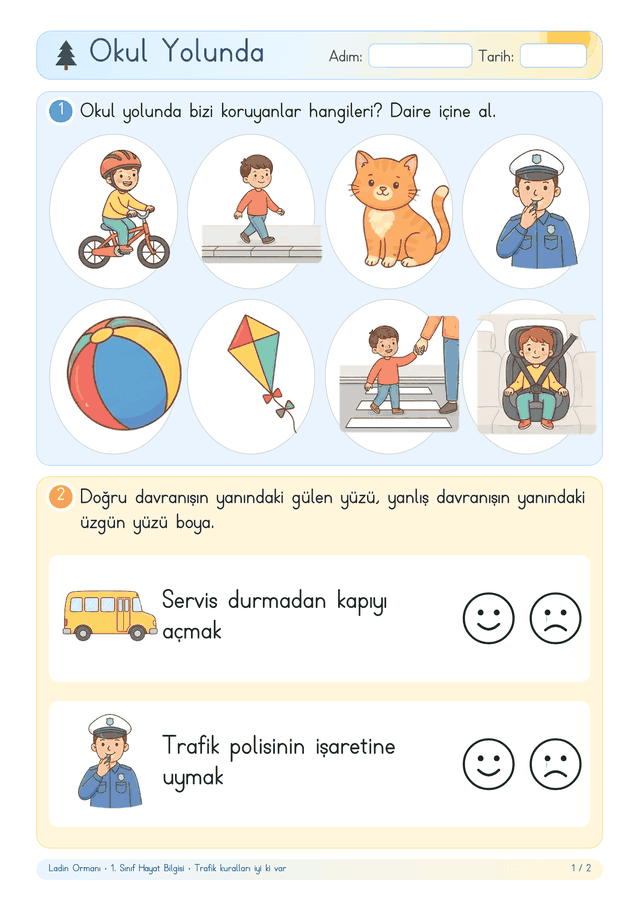 Okul Yolunda
Adım:
Tarih:
1 Okul yolunda bizi koruyanlar hangileri? Daire içine al.
2 Doğru davranışın yanındaki gülen yüzü, yanlış davranışın yanındaki
üzgün yüzü boya.
Servis durmadan kapıyı
açmak
Trafik polisinin işaretine
uymak
Ladin Ormanı • 1. Sınıf Hayat Bilgisi • Trafik kuralları iyi ki var
1 / 2